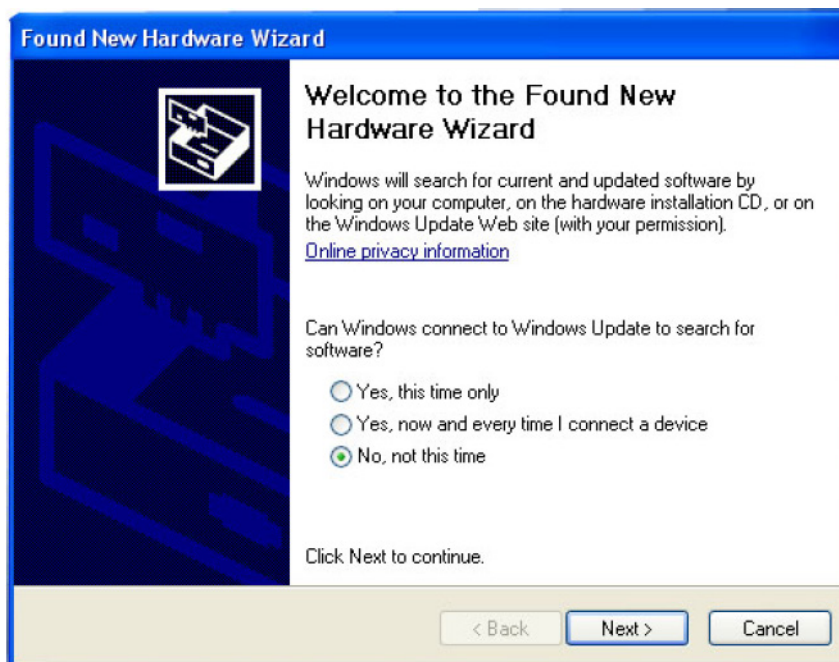 Found New Hardware Wizard
Welcome to the Found New
Hardware Wizard
Windows will search for current and updated software by
looking on your computer, on the hardware installation CD, or on
the Windows Update Web site (with your permission).
Online privacy information
Can Windows connect to Windows Update to search for
software?
Yes, this time only
Yes, now and every time I connect a device
No, not this time
Click Next to continue.
< Back Next > Cancel